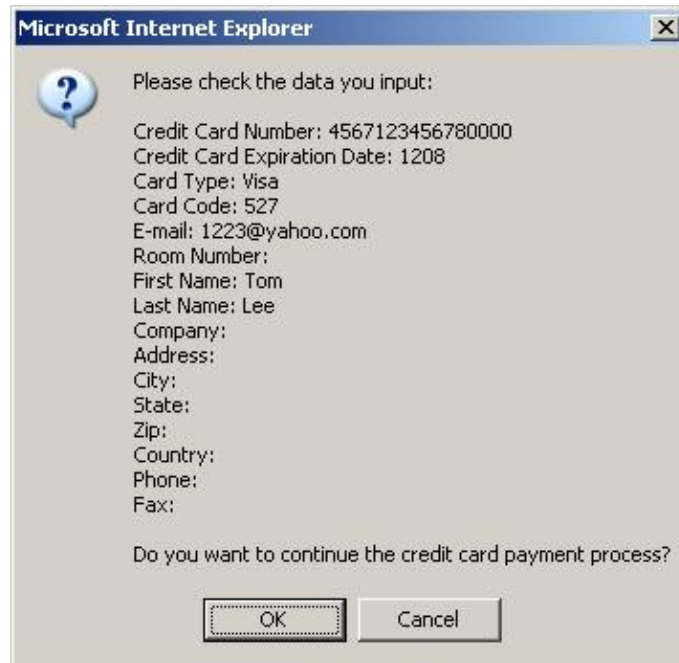 Microsoft Internet Explorer
Please check the data you input:
Credit Card Number: 4567123456780000
Credit Card Expiration Date: 1208
Card Type: Visa
Card Code: 527
E-mail: 1223@yahoo.com
Room Number:
First Name: Tom
Last Name: Lee
Company:
Address:
City:
State:
Zip:
Country:
Phone:
Fax:
Do you want to continue the credit card payment process?
OK
Cancel